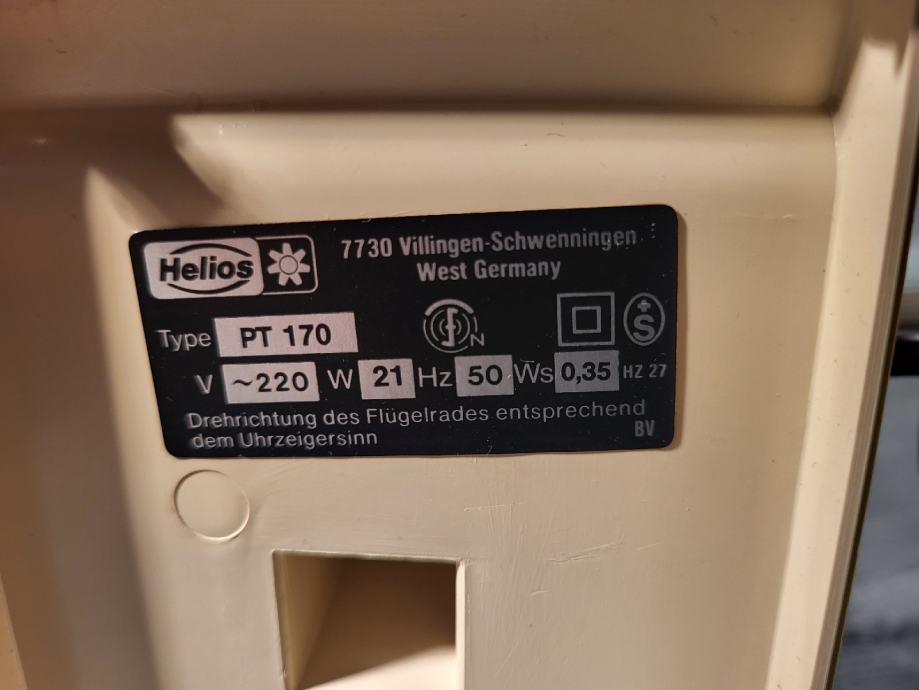 Helios
7730 Villingen-Schwenningen
West Germany
Type PT 170
N
S
V ~220 W 21 Hz 50 Ws 0,35 HZ 27
Drehrichtung des Flügelrades entsprechend
dem Uhrzeigersinn
BV